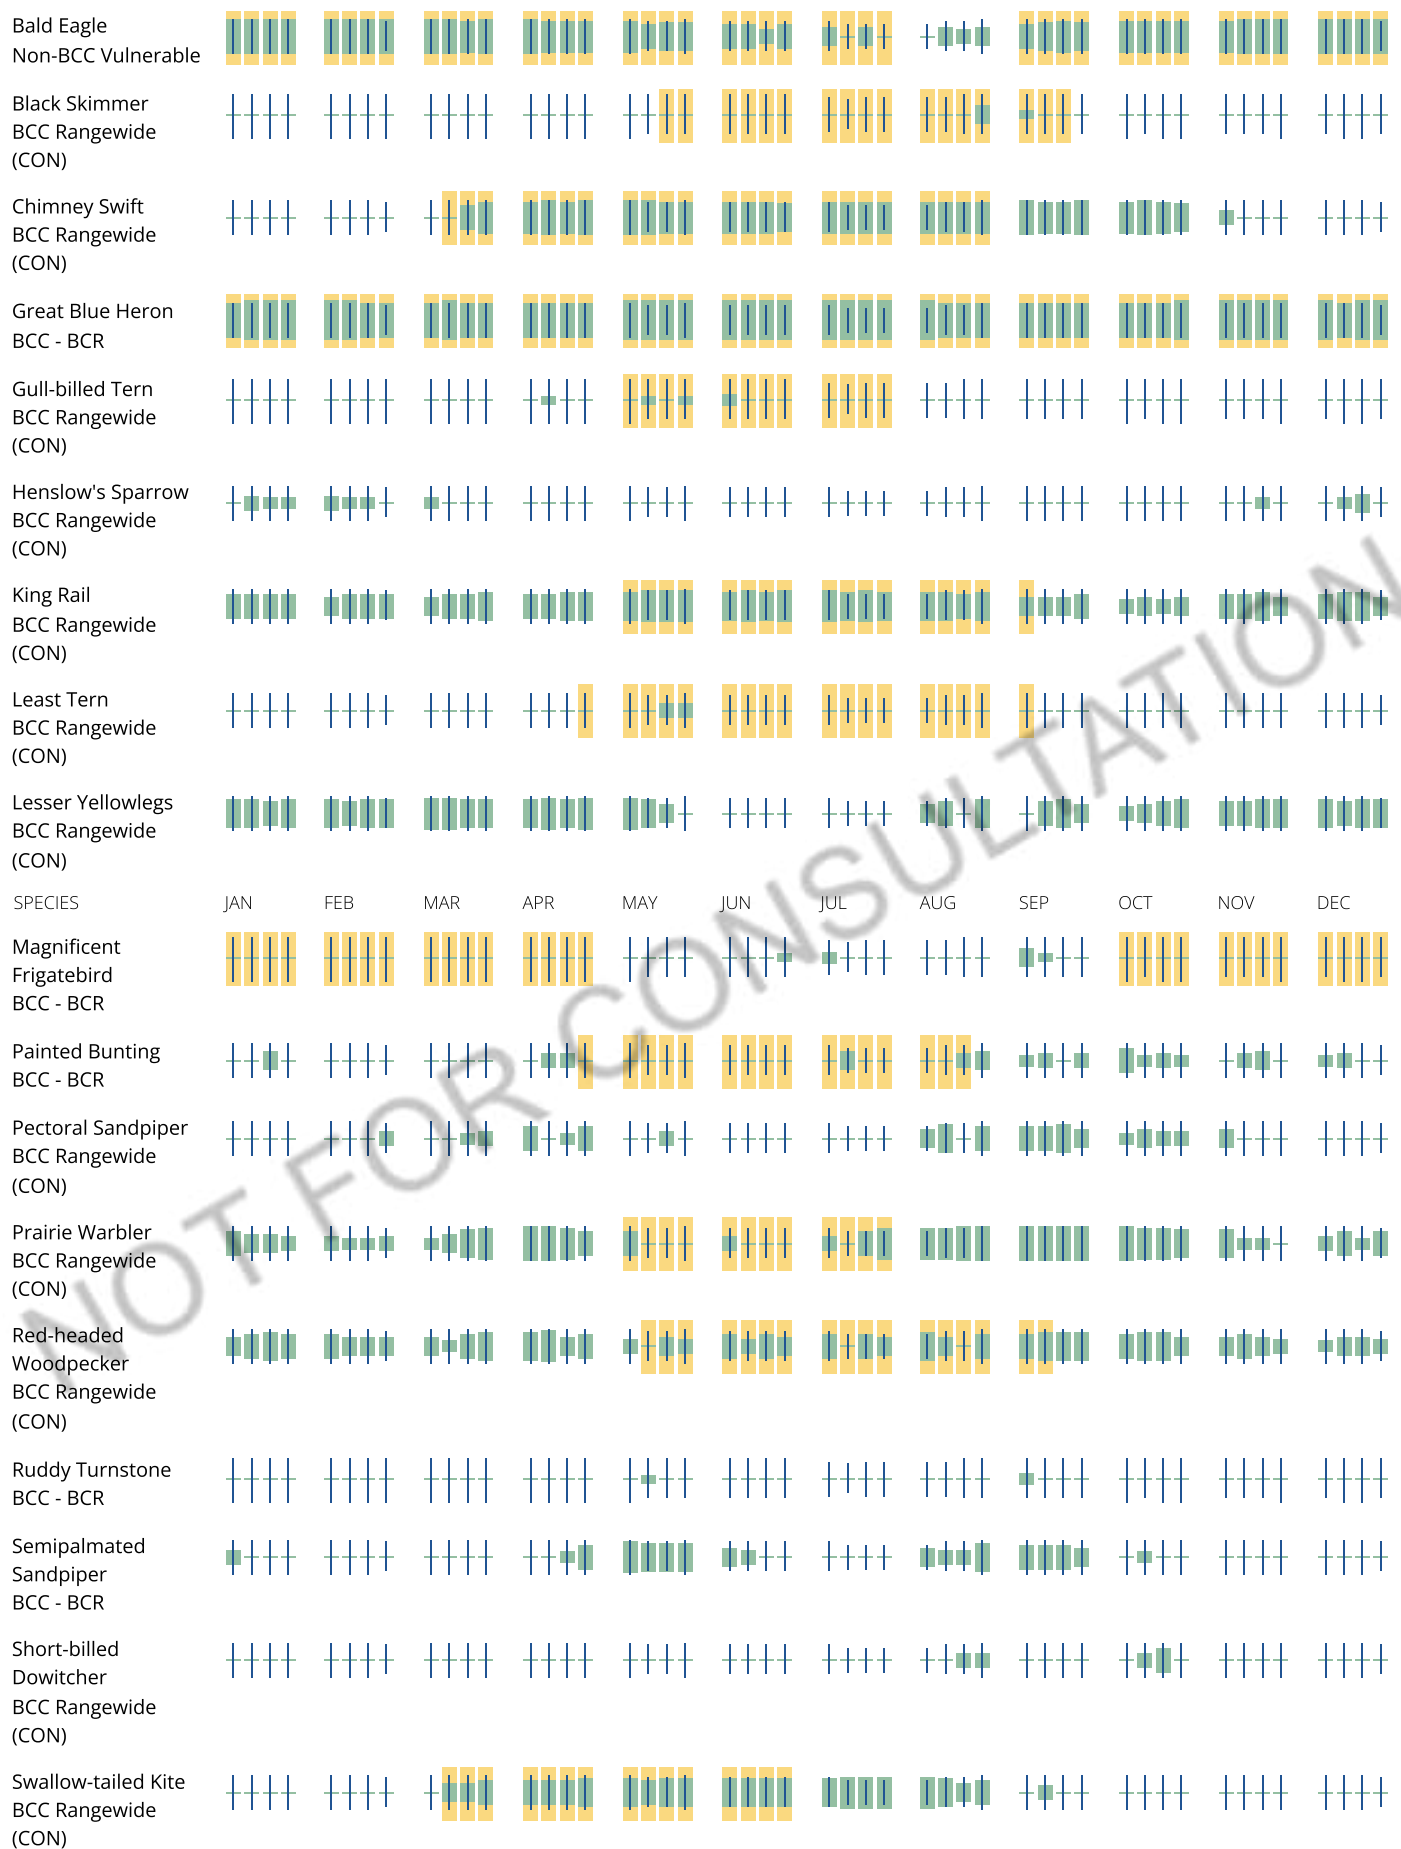 Bald Eagle
Non-BCC Vulnerable
Black Skimmer
BCC Rangewide
(CON)
Chimney Swift
BCC Rangewide
(CON)
Great Blue Heron
BCC - BCR
Gull-billed Tern
BCC Rangewide
(CON)
Henslow's Sparrow
BCC Rangewide
(CON)
King Rail
BCC Rangewide
(CON)
Least Tern
BCC Rangewide
(CON)
Lesser Yellowlegs
BCC Rangewide
(CON)
SPECIES JAN FEB MAR APR MAY JUN JUL AUG SEP OCT NOV DEC
Magnificent
Frigatebird
BCC - BCR
Painted Bunting
BCC - BCR
Pectoral Sandpiper
BCC Rangewide
(CON)
Prairie Warbler
BCC Rangewide
(CON)
Red-headed
Woodpecker
BCC Rangewide
(CON)
Ruddy Turnstone
BCC - BCR
Semipalmated
Sandpiper
BCC - BCR
Short-billed
Dowitcher
BCC Rangewide
(CON)
Swallow-tailed Kite
BCC Rangewide
(CON)
NOT FOR CONSULTATION